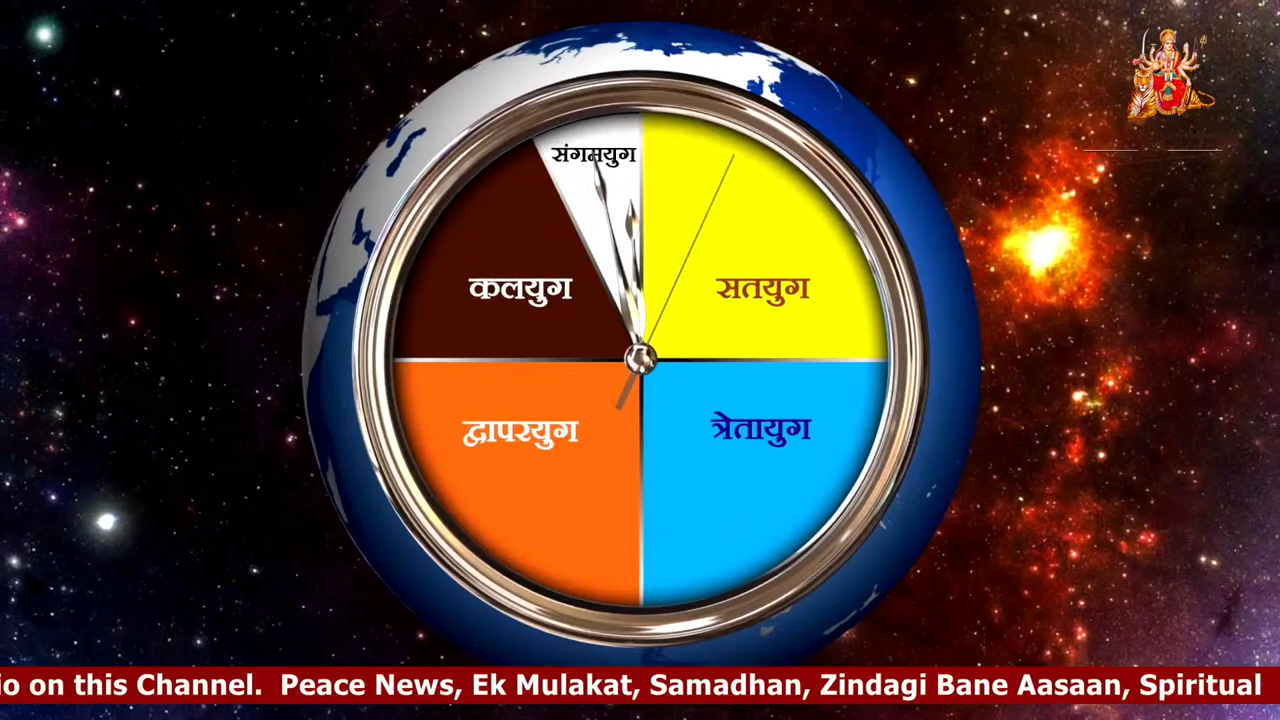 संगमयुग
कलयुग
सतयुग
द्वापरयुग
त्रेतायुग
io on this Channel.  Peace News, Ek Mulakat, Samadhan, Zindagi Bane Aasaan, Spiritual